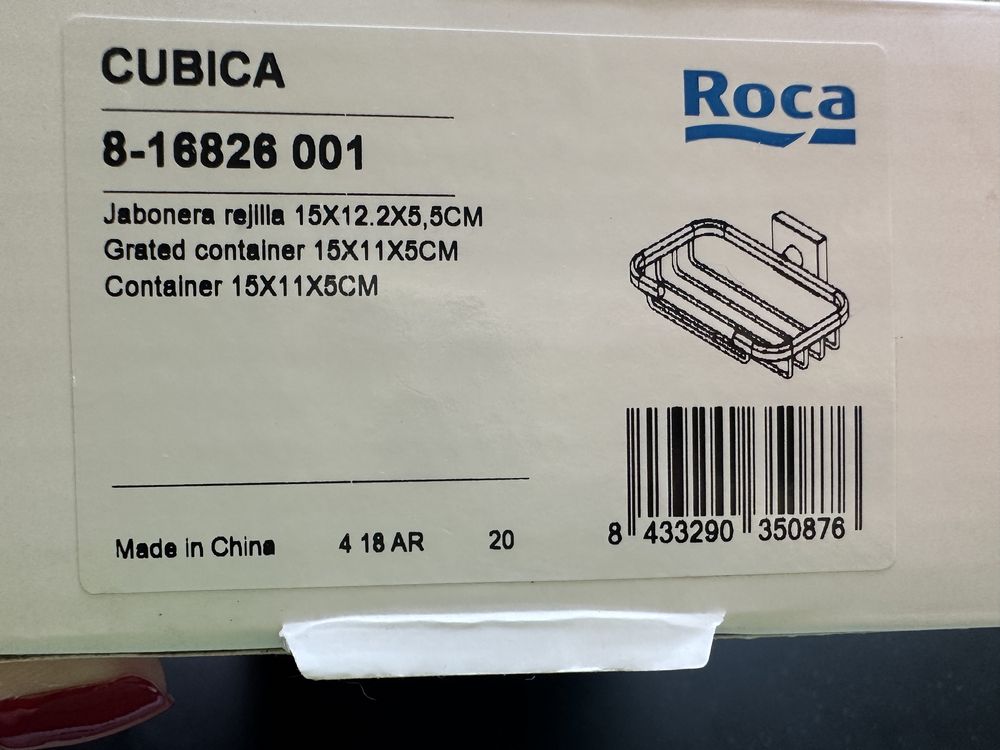 CUBICA
Roca
8-16826 001
Jabonera rejilla 15X12.2X5,5CM
Grated container 15X11X5CM
Container 15X11X5CM
8 433290 350876
Made in China 4 18 AR 20